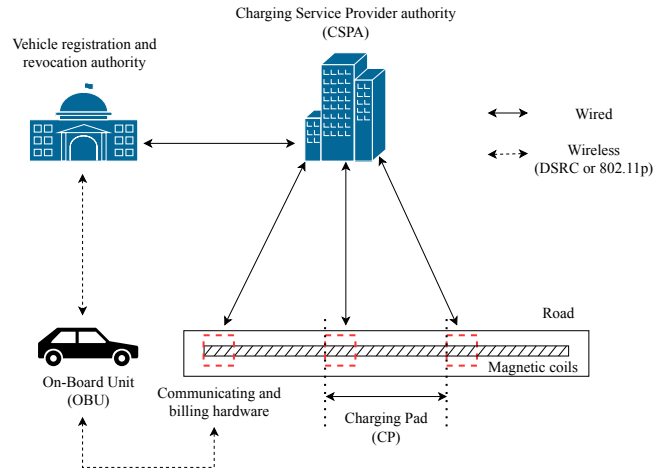 Charging Service Provider authority
(CSPA)
Vehicle registration and
revocation authority
Wired
Wireless
(DSRC or 802.11p)
Road
Magnetic coils
On-Board Unit
(OBU)
Communicating and
billing hardware
Charging Pad
(CP)